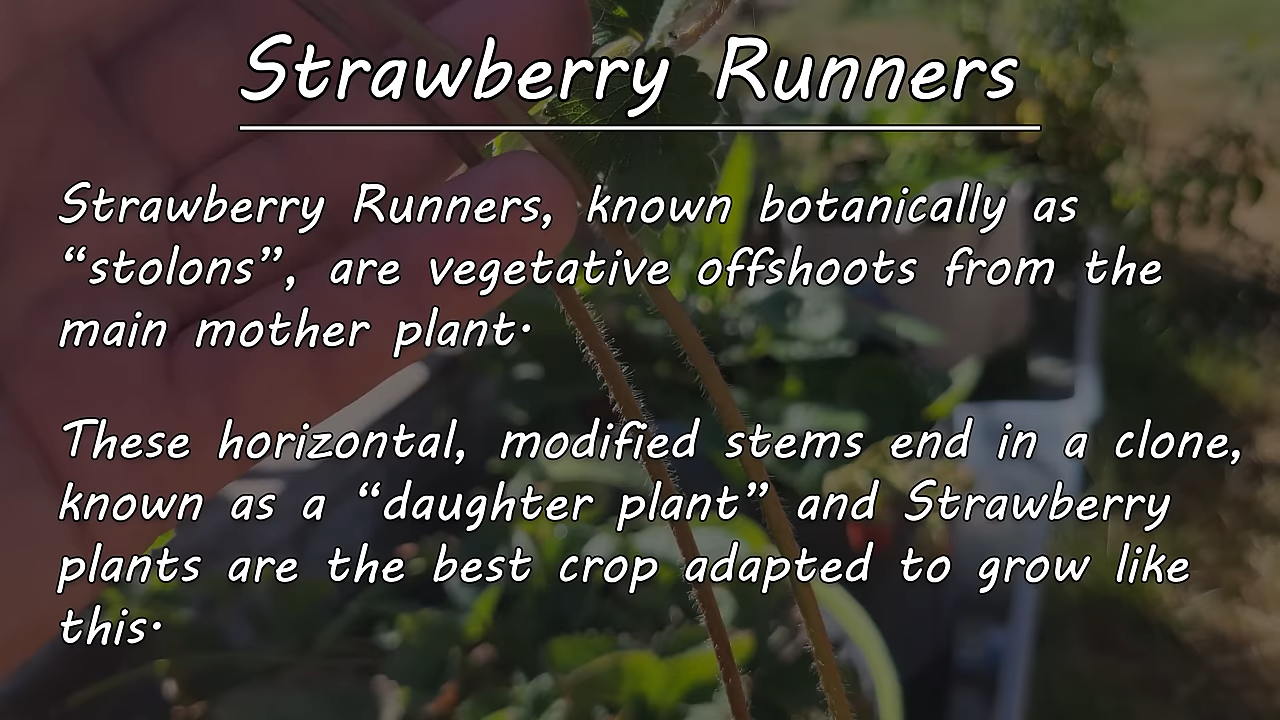 Strawberry Runners
Strawberry Runners, known botanically as
“stolons”, are vegetative offshoots from the
main mother plant.
These horizontal, modified stems end in a clone,
known as a “daughter plant” and Strawberry
plants are the best crop adapted to grow like
this.